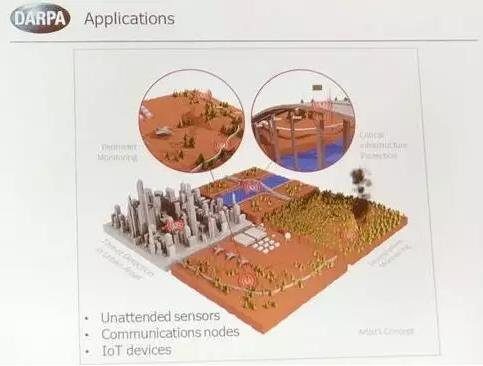 DARPA
Applications
Perimeter
Monitoring
Critical
Infrastructure
Protection
Threat Detection
in Urban Areas
Monitoring
• Unattended sensors
• Communications nodes
• IoT devices
Artist's Concept